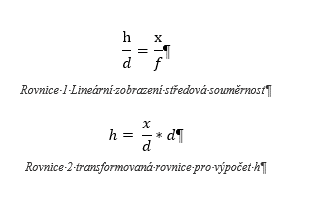 h/d = x/f¶
Rovnice·1·Lineární·zobrazení·středová·souměrnost¶
h = x/d * d¶
Rovnice·2·transformovaná·rovnice·pro·výpočet·h¶